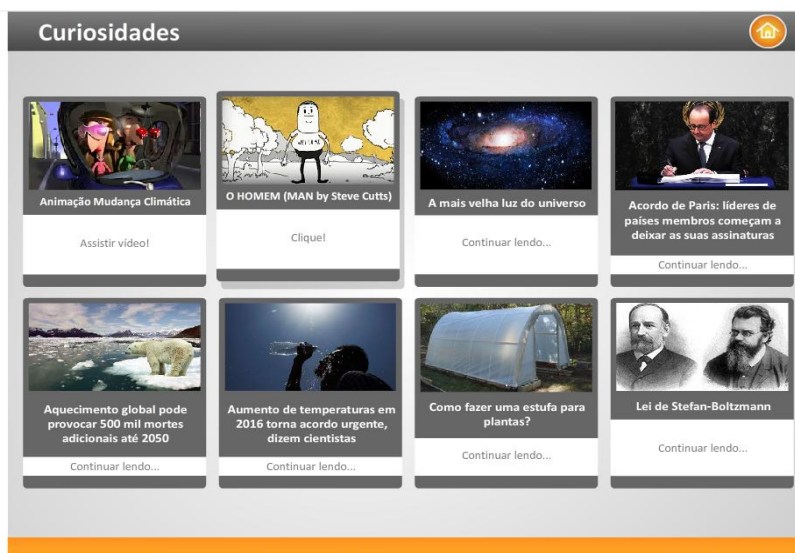 Curiosidades
Animação Mudança Climática
Assistir vídeo!
WELCOME
O HOMEM (MAN by Steve Cutts)
Clique!
A mais velha luz do universo
Continuar lendo...
Acordo de Paris: líderes de
países membros começam a
deixar as suas assinaturas
Continuar lendo...
Aquecimento global pode
provocar 500 mil mortes
adicionais até 2050
Continuar lendo...
Aumento de temperaturas em
2016 torna acordo urgente,
dizem cientistas
Continuar lendo...
Como fazer uma estufa para
plantas?
Continuar lendo...
Lei de Stefan-Boltzmann
Continuar lendo...